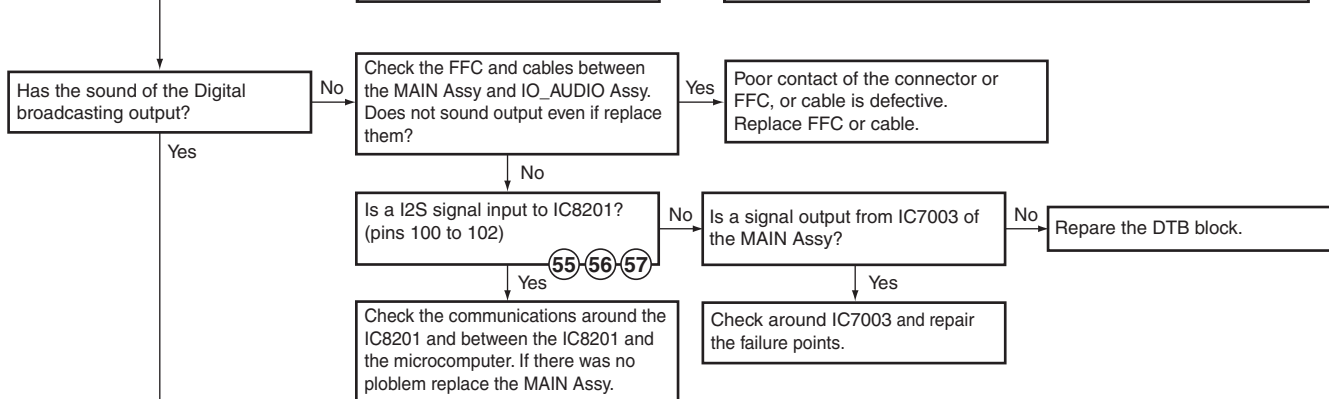 Has the sound of the Digital
broadcasting output?
No
Check the FFC and cables between
the MAIN Assy and IO_AUDIO Assy.
Does not sound output even if replace
them?
Yes
Poor contact of the connector or
FFC, or cable is defective.
Replace FFC or cable.
Yes
No
Is a I2S signal input to IC8201?
(pins 100 to 102)
55 56 57
No
Is a signal output from IC7003 of
the MAIN Assy?
No
Repare the DTB block.
Yes
Yes
Check the communications around the
IC8201 and between the IC8201 and
the microcomputer. If there was no
ploblem replace the MAIN Assy.
Check around IC7003 and repair
the failure points.